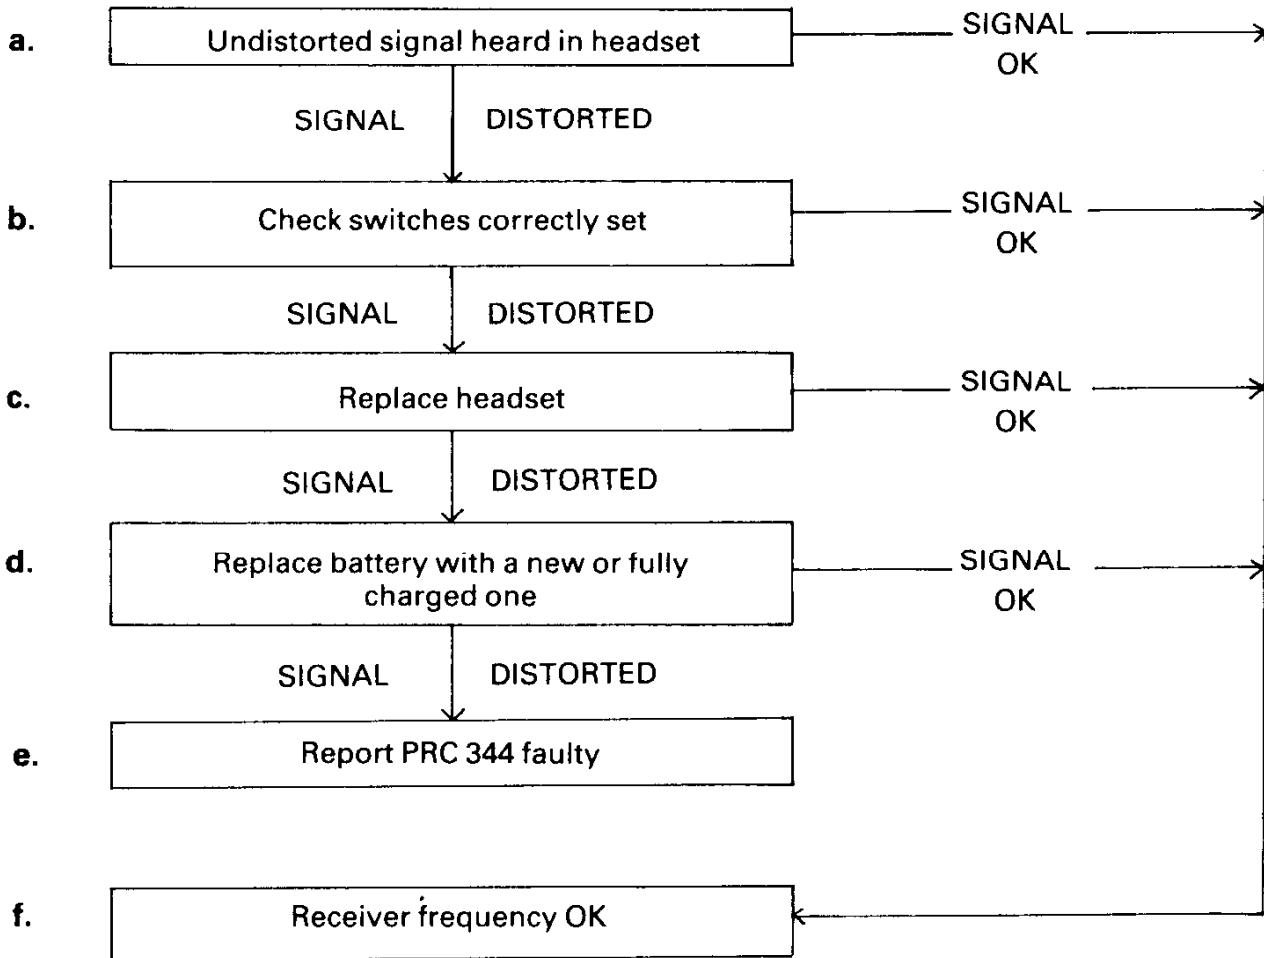 a. Undistorted signal heard in headset SIGNAL OK
SIGNAL DISTORTED
b. Check switches correctly set SIGNAL OK
SIGNAL DISTORTED
c. Replace headset SIGNAL OK
SIGNAL DISTORTED
d. Replace battery with a new or fully
charged one SIGNAL OK
SIGNAL DISTORTED
e. Report PRC 344 faulty
f. Receiver frequency OK